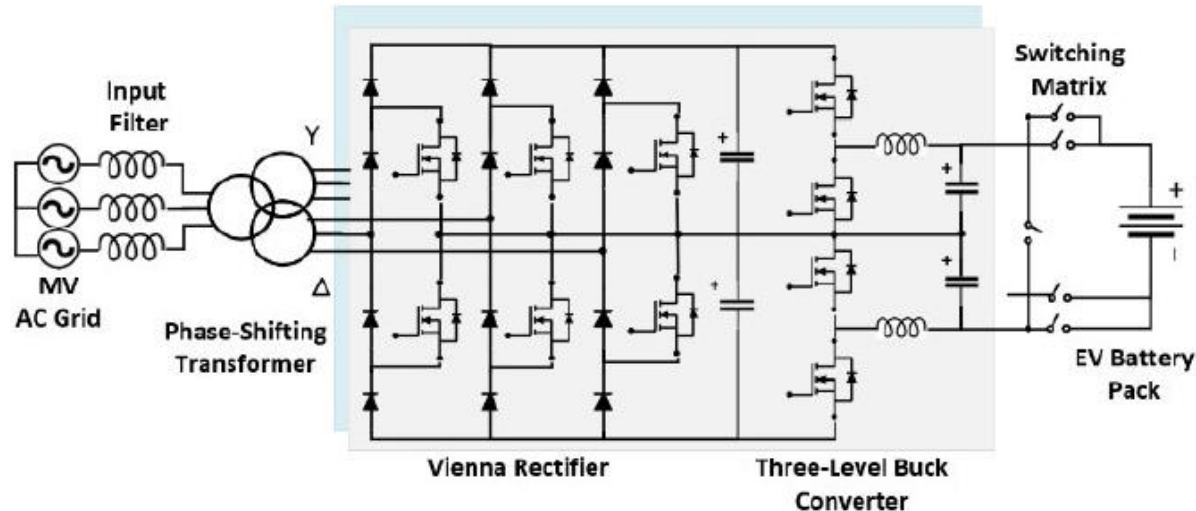 Input
Filter
Y
Δ
MV
AC Grid
Phase-Shifting
Transformer
+
+
+
+
Switching
Matrix
+
-
EV Battery
Pack
Vienna Rectifier
Three-Level Buck
Converter